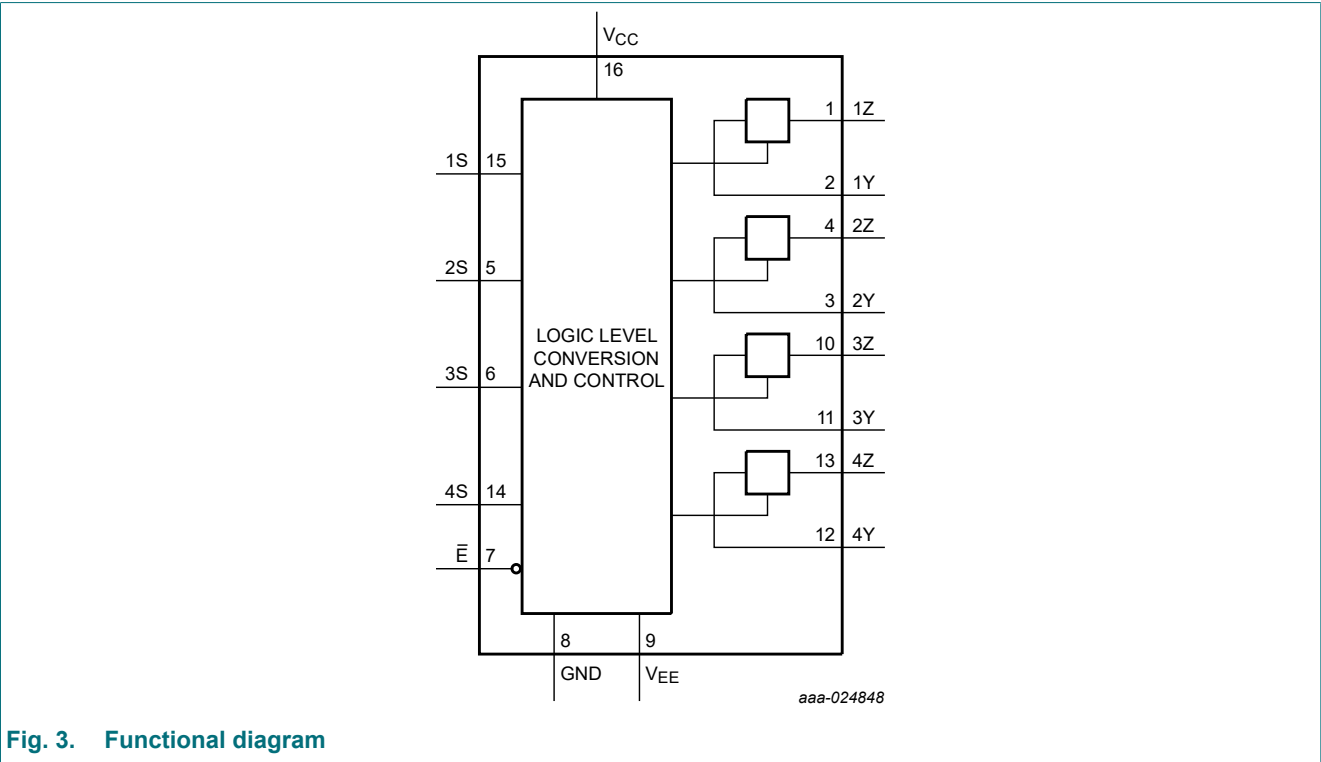 VCC
16
1 1Z
1S 15
2 1Y
4 2Z
2S 5
3 2Y
LOGIC LEVEL
CONVERSION
AND CONTROL
10 3Z
3S 6
11 3Y
13 4Z
4S 14
12 4Y
E̅ 7
8 9
GND VEE
aaa-024848
Fig. 3. Functional diagram